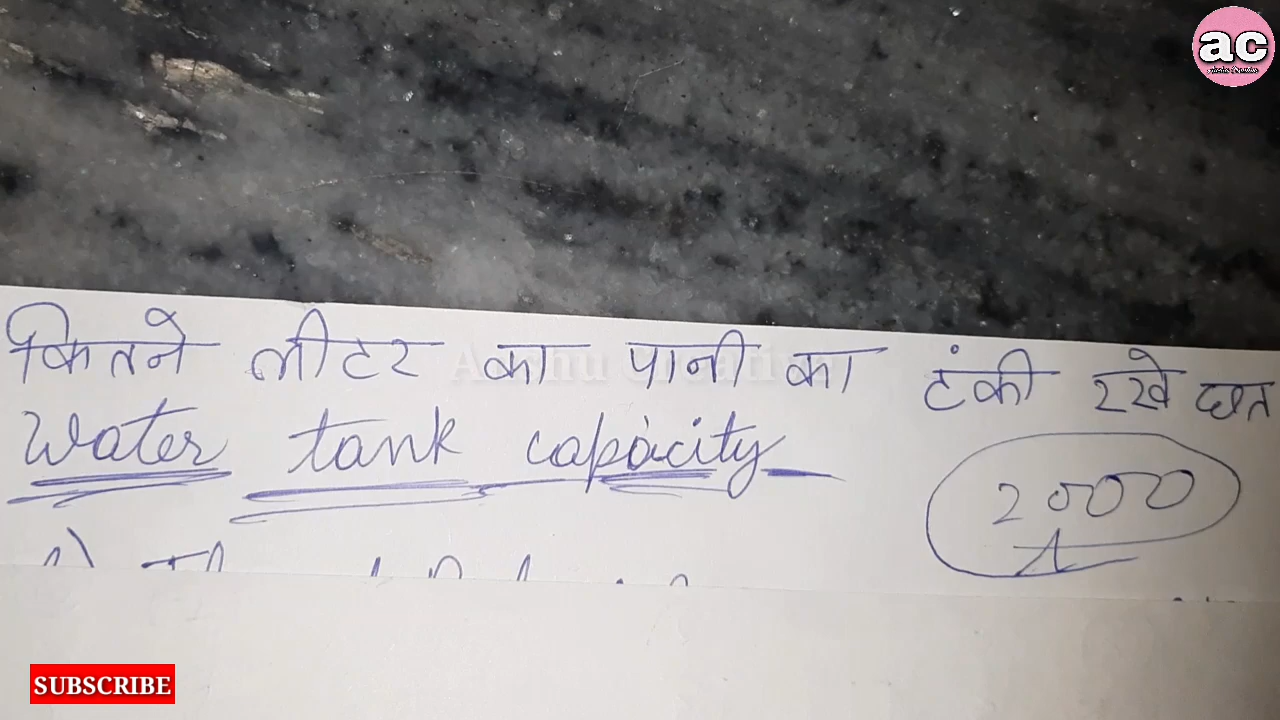 ac
कितने लीटर का पानी का टंकी रखे छत
Water tank capacity
2000
SUBSCRIBE